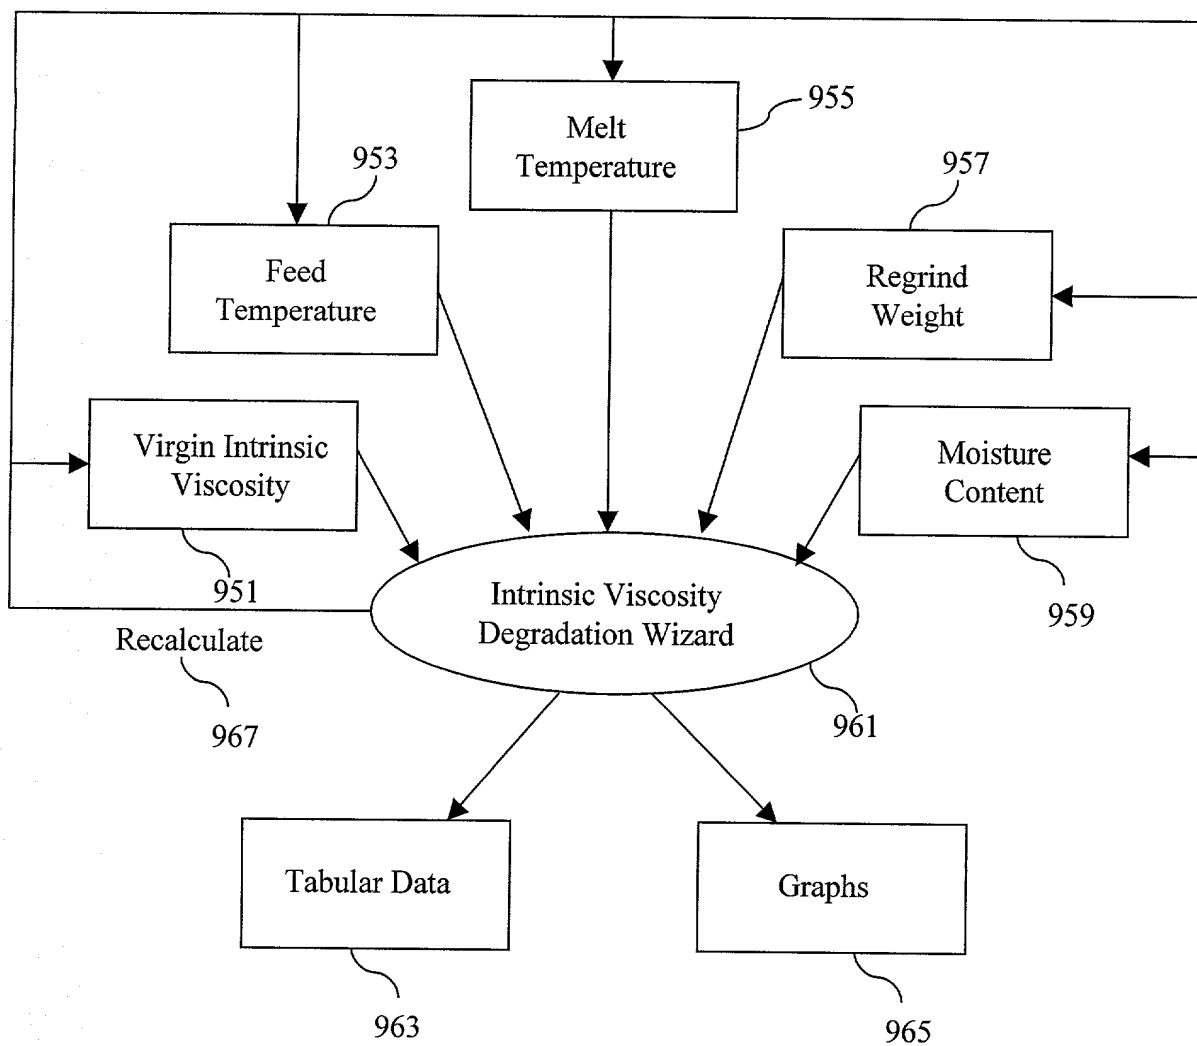 955
Melt
Temperature
953
957
Feed
Temperature
Regrind
Weight
Virgin Intrinsic
Viscosity
Moisture
Content
951
959
Intrinsic Viscosity
Degradation Wizard
Recalculate
967
961
Tabular Data
Graphs
963
965